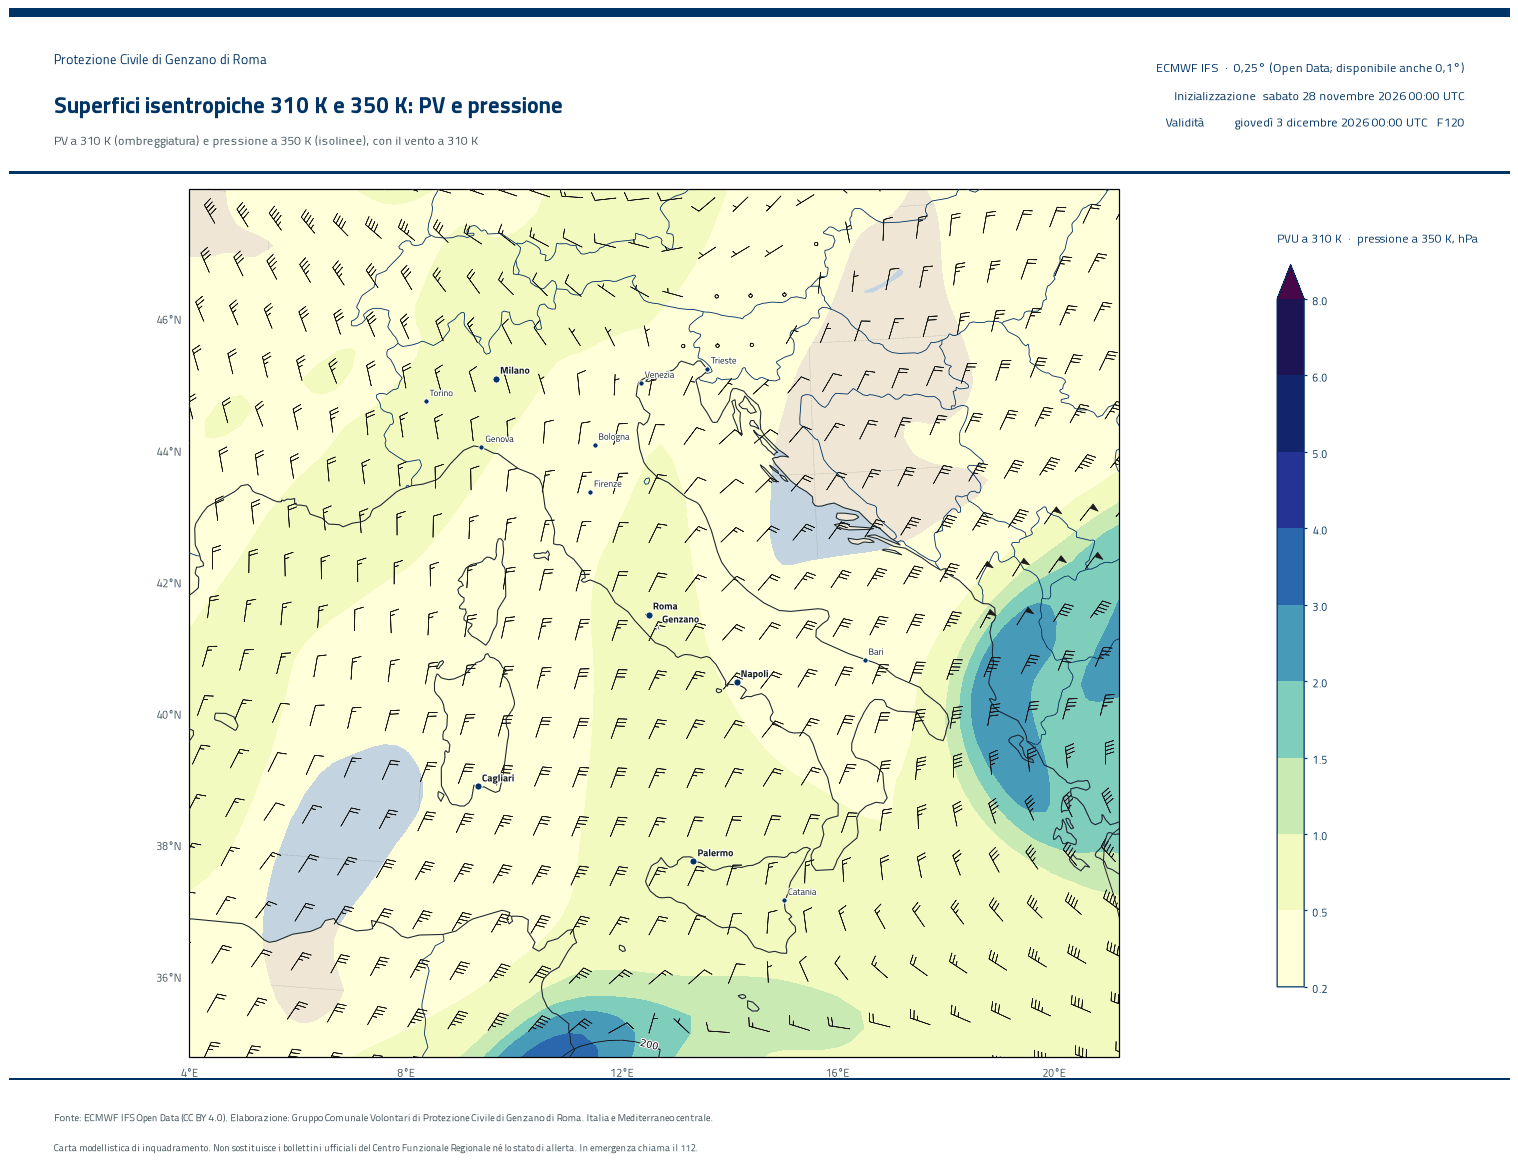 Protezione Civile di Genzano di Roma
Superfici isentropiche 310 K e 350 K: PV e pressione
PV a 310 K (ombreggiatura) e pressione a 350 K (isolinee), con il vento a 310 K
ECMWF IFS · 0,25° (Open Data; disponibile anche 0,1°)
Inizializzazione sabato 28 novembre 2026 00:00 UTC
Validità giovedì 3 dicembre 2026 00:00 UTC F120
PVU a 310 K · pressione a 350 K, hPa
8.0
6.0
5.0
4.0
3.0
2.0
1.5
1.0
0.5
0.2
46°N
44°N
42°N
40°N
38°N
36°N
4°E
8°E
12°E
16°E
20°E
Trieste
Venezia
Milano
Torino
Genova
Bologna
Firenze
Roma
Genzano
Bari
Napoli
Cagliari
Palermo
Catania
200
Fonte: ECMWF IFS Open Data (CC BY 4.0). Elaborazione: Gruppo Comunale Volontari di Protezione Civile di Genzano di Roma. Italia e Mediterraneo centrale.
Carta modellistica di inquadramento. Non sostituisce i bollettini ufficiali del Centro Funzionale Regionale né lo stato di allerta. In emergenza chiama il 112.